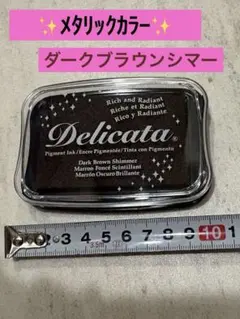 ✨メタリックカラー✨
ダークブラウンシマー
Rich and Radiant
Riche et Radiant
Rico y Radiante
Delicata®
Pigment Ink/Encre Pigmentée/Tinta con Pigmento
Dark Brown Shimmer
Marron Foncé Scintillant
Marrón Oscuro Brillante
2 3 4 5 6 7 8 9 10 1